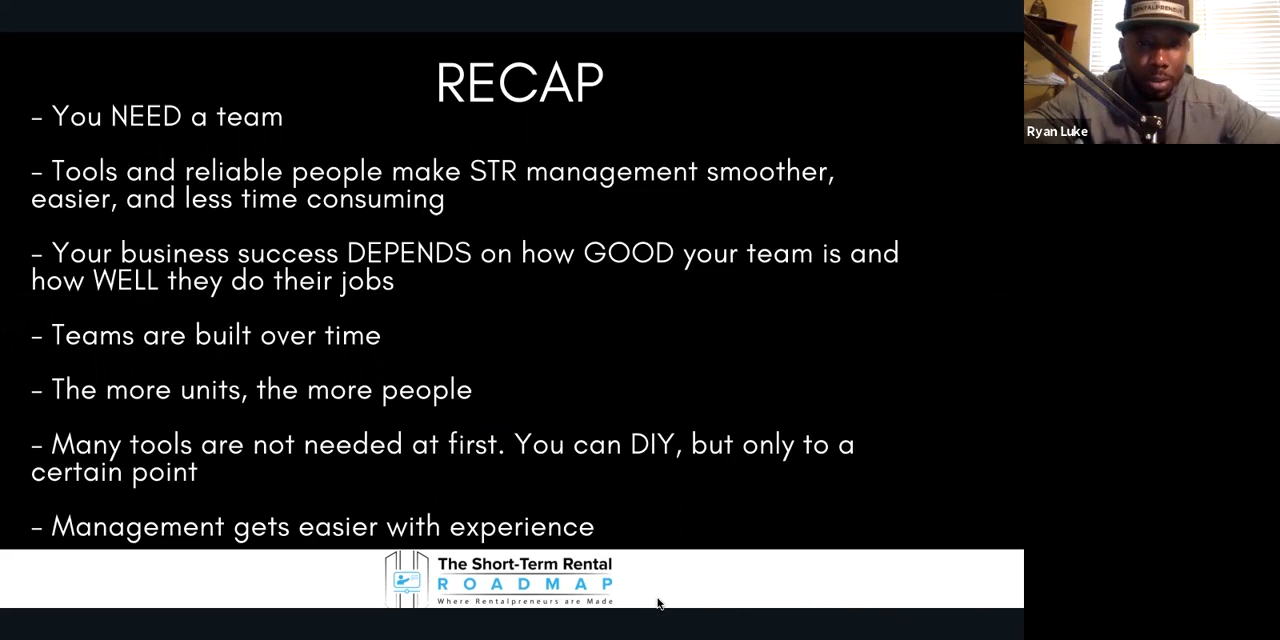 RECAP
- You NEED a team
- Tools and reliable people make STR management smoother,
easier, and less time consuming
- Your business success DEPENDS on how GOOD your team is and
how WELL they do their jobs
- Teams are built over time
- The more units, the more people
- Many tools are not needed at first. You can DIY, but only to a
certain point
- Management gets easier with experience
The Short-Term Rental
ROADMAP
Where Rentalpreneurs are Made
RENTALPRENEUR
Ryan Luke